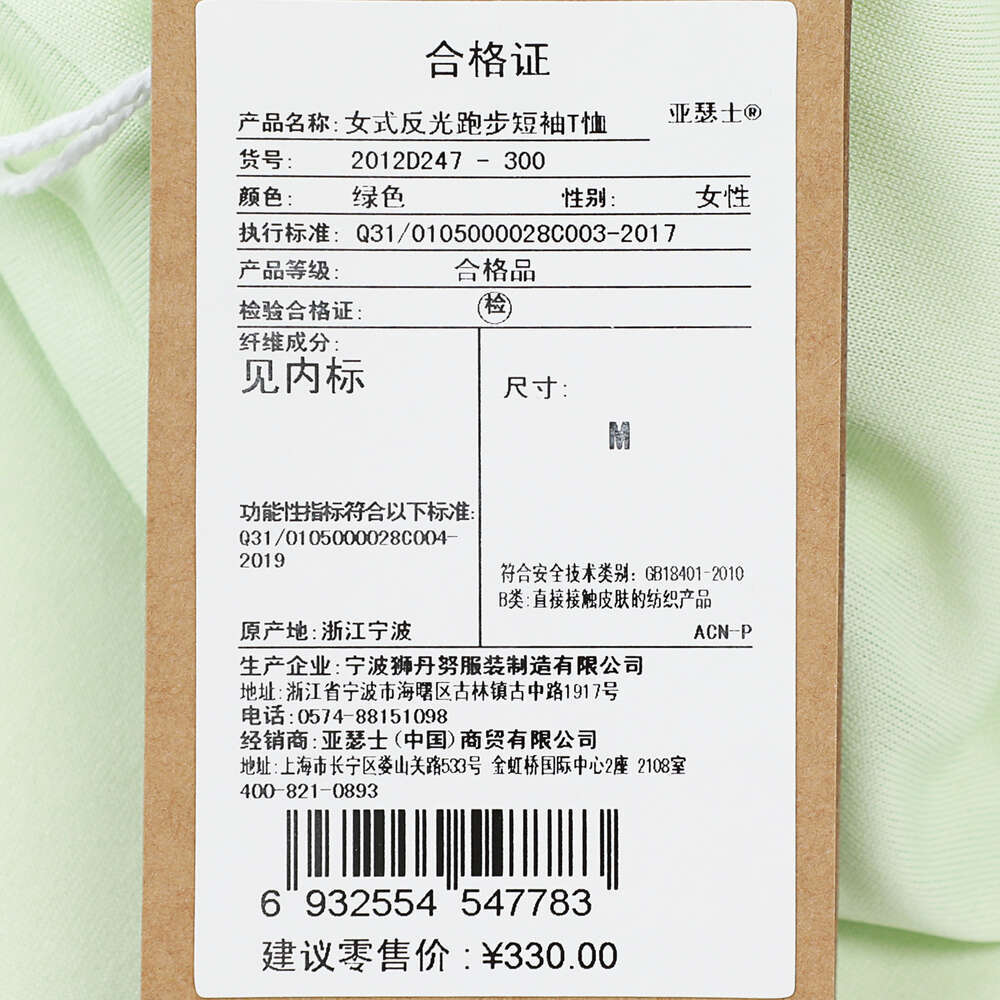 合格证
产品名称:女式反光跑步短袖T恤 亚瑟士®
货号: 2012D247 - 300
颜色: 绿色 性别: 女性
执行标准: Q31/0105000028C003-2017
产品等级: 合格品
检验合格证: 检
纤维成分:
见内标
尺寸:
M
功能性指标符合以下标准:
Q31/0105000028C004-
2019
符合安全技术类别: GB18401-2010
B类:直接接触皮肤的纺织产品
原产地:浙江宁波
ACN-P
生产企业:宁波狮丹努服装制造有限公司
地址:浙江省宁波市海曙区古林镇古中路1917号
电话:0574-88151098
经销商:亚瑟士(中国)商贸有限公司
地址:上海市长宁区娄山关路533号 金虹桥国际中心2座 2108室
400-821-0893
6 932554 547783
建议零售价:¥330.00